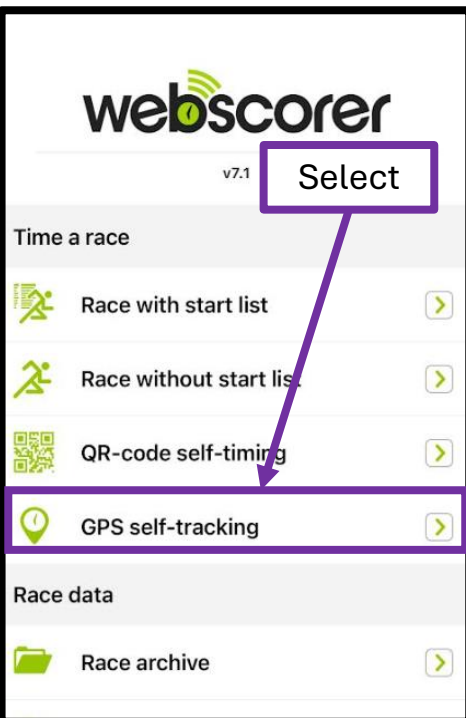 webscorer
v7.1
Select
Time a race
Race with start list
Race without start list
QR-code self-timing
GPS self-tracking
Race data
Race archive